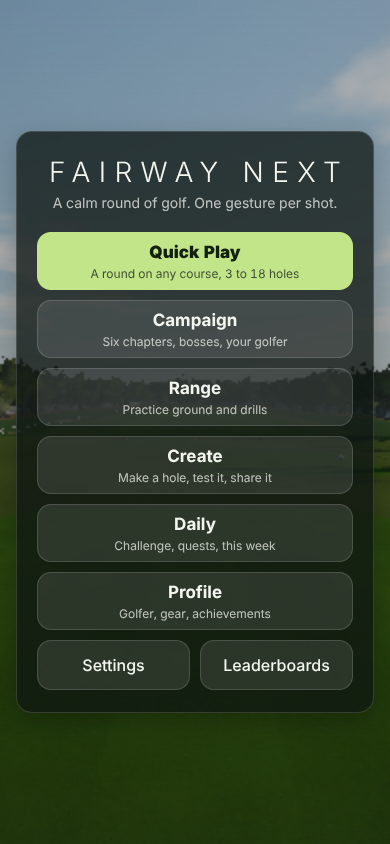 FAIRWAY NEXT
A calm round of golf. One gesture per shot.
Quick Play
A round on any course, 3 to 18 holes
Campaign
Six chapters, bosses, your golfer
Range
Practice ground and drills
Create
Make a hole, test it, share it
Daily
Challenge, quests, this week
Profile
Golfer, gear, achievements
Settings
Leaderboards